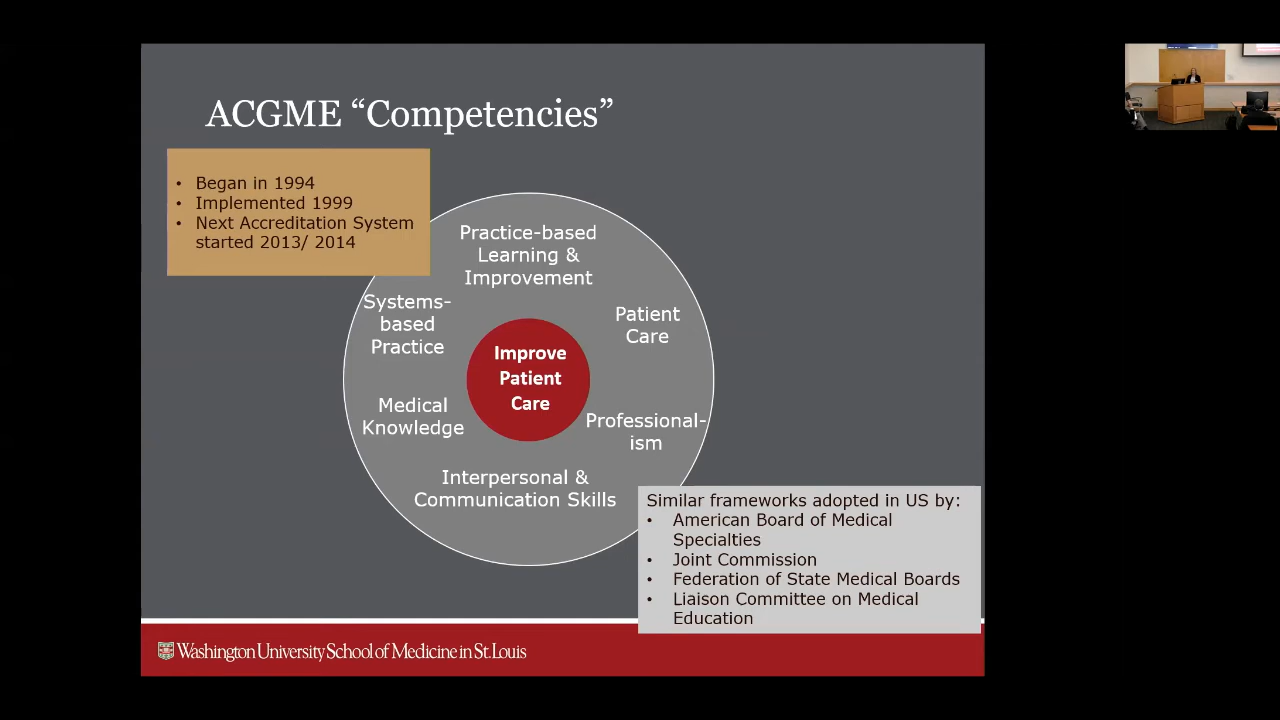 ACGME “Competencies”
• Began in 1994
• Implemented 1999
• Next Accreditation System
started 2013/ 2014
Practice-based
Learning &
Improvement
Systems-
based
Practice
Patient
Care
Improve
Patient
Care
Medical
Knowledge
Professional-
ism
Interpersonal &
Communication Skills
Similar frameworks adopted in US by:
• American Board of Medical
Specialties
• Joint Commission
• Federation of State Medical Boards
• Liaison Committee on Medical
Education
Washington University School of Medicine in St. Louis